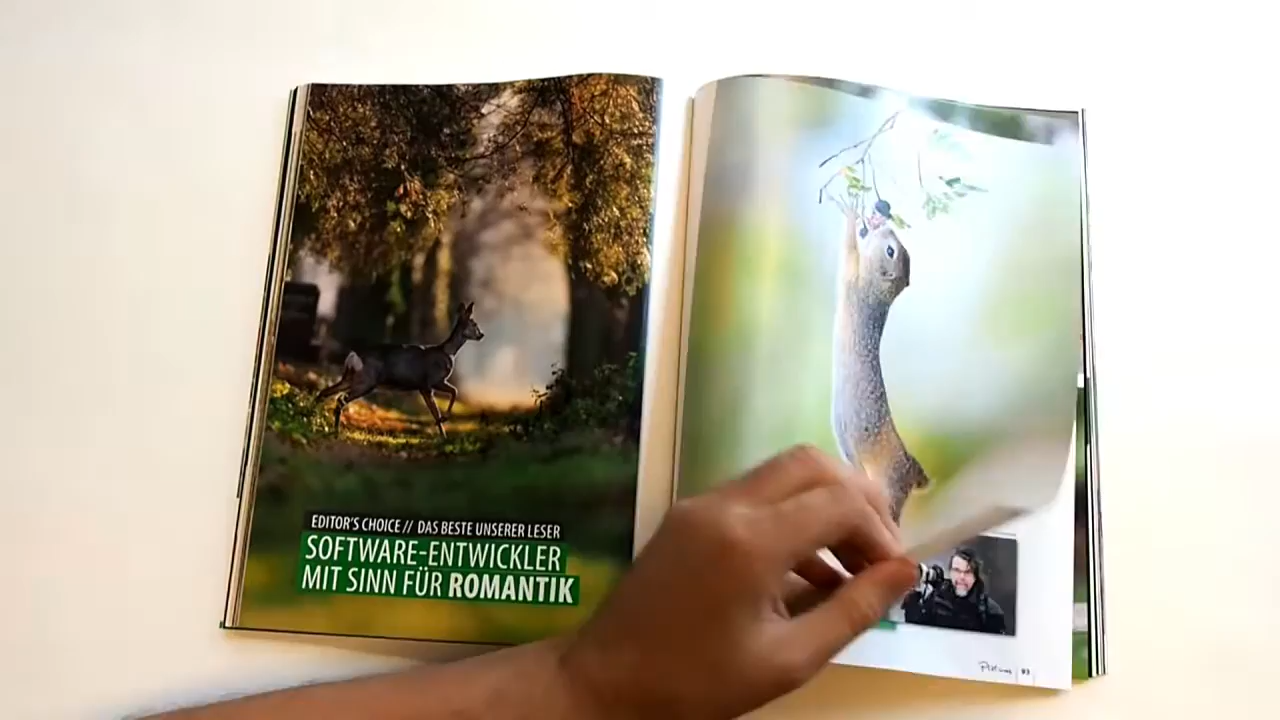 EDITOR'S CHOICE // DAS BESTE UNSERER LESER
SOFTWARE-ENTWICKLER
MIT SINN FÜR ROMANTIK